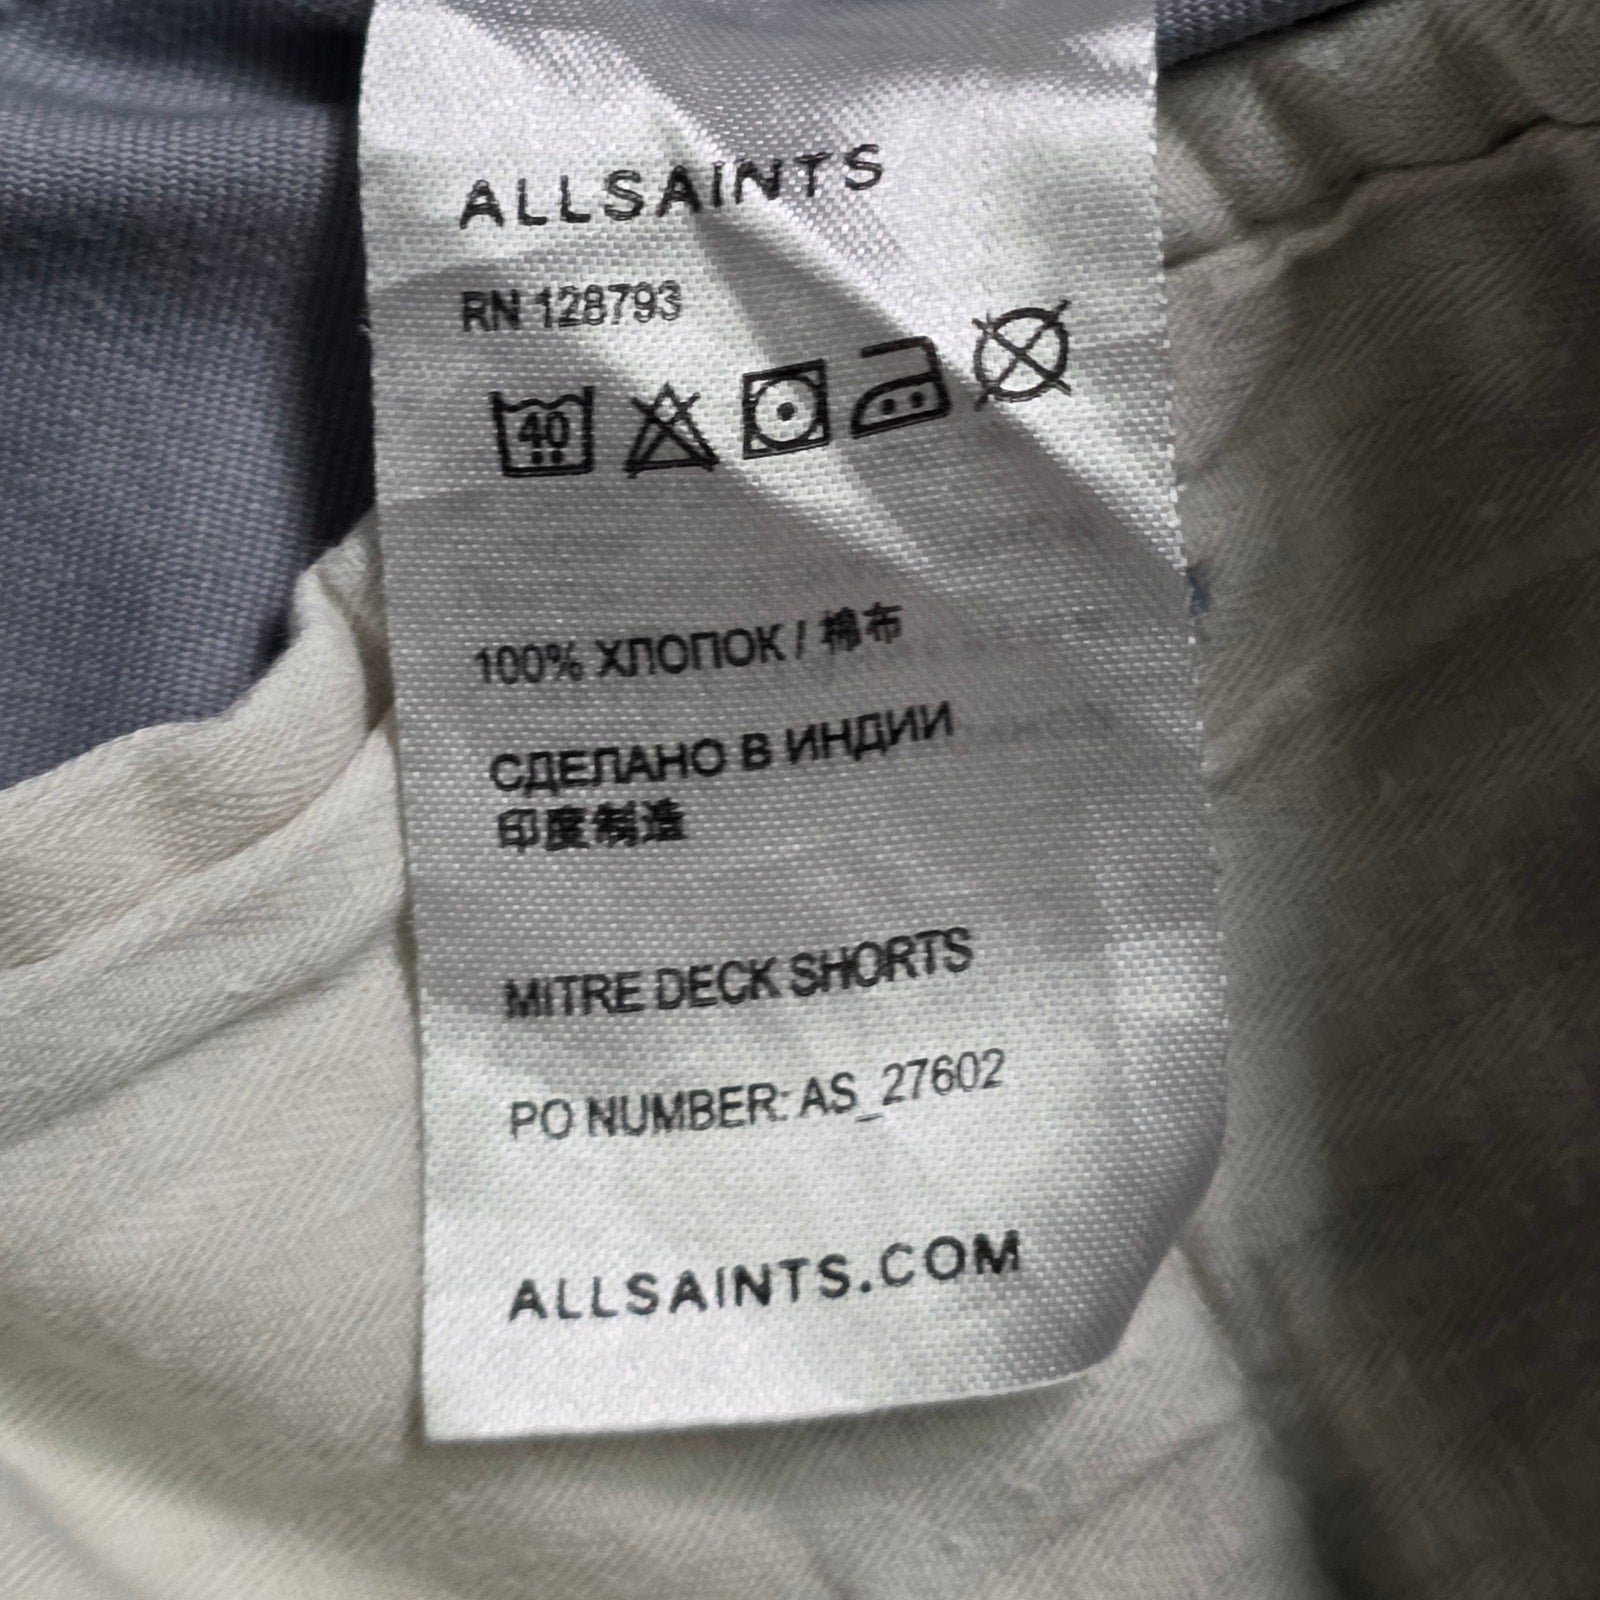 ALLSAINTS
RN 128793
40
100% ХЛОПОК / 棉布
СДЕЛАНО В ИНДИИ
印度制造
MITRE DECK SHORTS
PO NUMBER: AS_27602
ALLSAINTS.COM